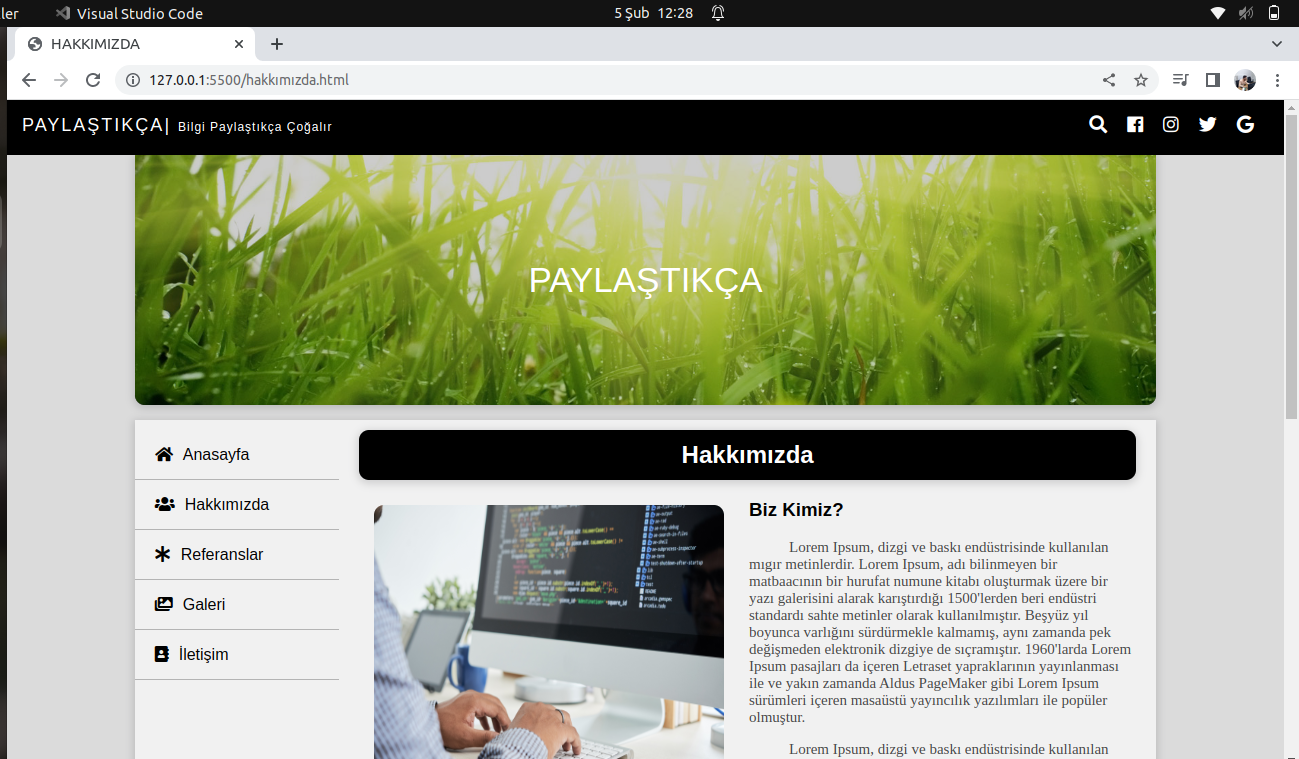 ler Visual Studio Code 5 Şub 12:28
HAKKIMIZDA
127.0.0.1:5500/hakkımızda.html
PAYLAŞTIKÇA| Bilgi Paylaştıkça Çoğalır
PAYLAŞTIKÇA
Anasayfa
Hakkımızda
Referanslar
Galeri
İletişim
Hakkımızda
Biz Kimiz?
Lorem Ipsum, dizgi ve baskı endüstrisinde kullanılan
mıgır metinlerdir. Lorem Ipsum, adı bilinmeyen bir
matbaacının bir hurufat numune kitabı oluşturmak üzere bir
yazı galerisini alarak karıştırdığı 1500'lerden beri endüstri
standardı sahte metinler olarak kullanılmıştır. Beşyüz yıl
boyunca varlığını sürdürmekle kalmamış, aynı zamanda pek
değişmeden elektronik dizgiye de sıçramıştır. 1960'larda Lorem
Ipsum pasajları da içeren Letraset yapraklarının yayınlanması
ile ve yakın zamanda Aldus PageMaker gibi Lorem Ipsum
sürümleri içeren masaüstü yayıncılık yazılımları ile popüler
olmuştur.
Lorem Ipsum, dizgi ve baskı endüstrisinde kullanılan